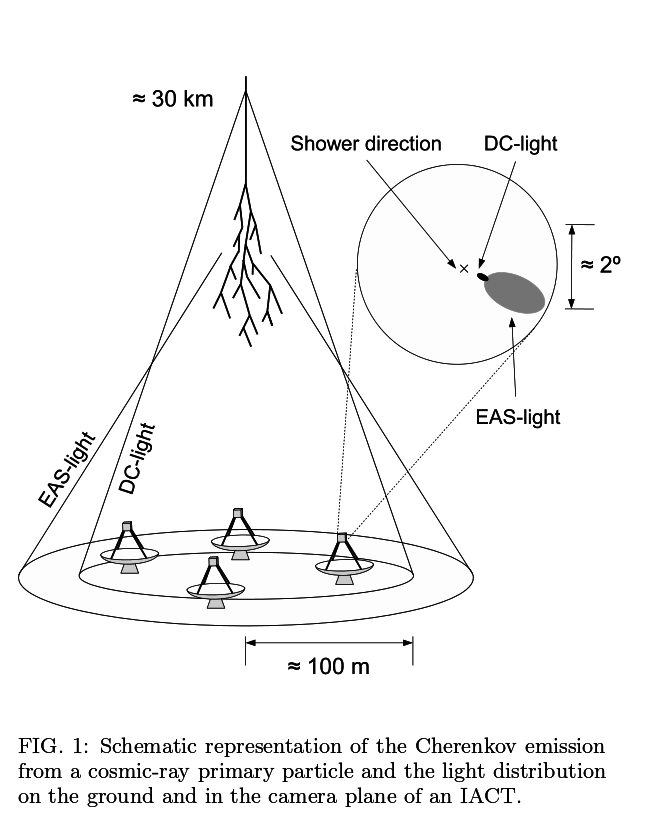 ≈ 30 km
Shower direction
DC-light
≈ 2º
EAS-light
EAS-light
DC-light
≈ 100 m
FIG. 1: Schematic representation of the Cherenkov emission
from a cosmic-ray primary particle and the light distribution
on the ground and in the camera plane of an IACT.